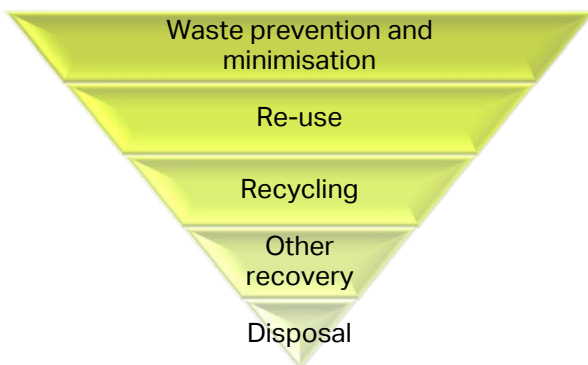 Waste prevention and
minimisation
Re-use
Recycling
Other
recovery
Disposal